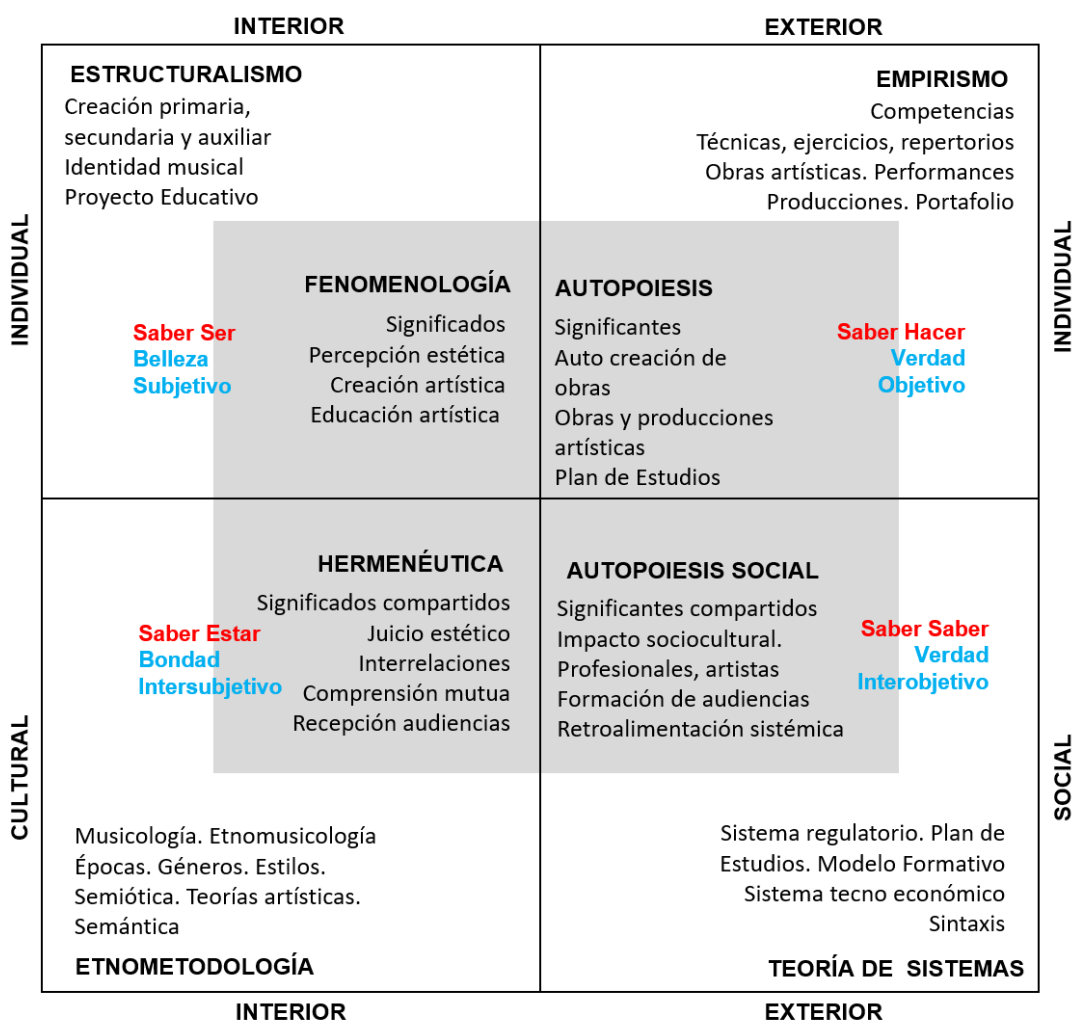 INTERIOR
EXTERIOR
INDIVIDUAL
ESTRUCTURALISMO
Creación primaria,
secundaria y auxiliar
Identidad musical
Proyecto Educativo
FENOMENOLOGÍA
Significados
Percepción estética
Creación artística
Educación artística
Saber Ser
Belleza
Subjetivo
EMPIRISMO
Competencias
Técnicas, ejercicios, repertorios
Obras artísticas. Performances
Producciones. Portafolio
AUTOPOIESIS
Significantes
Auto creación de
obras
Obras y producciones
artísticas
Plan de Estudios
Saber Hacer
Verdad
Objetivo
INDIVIDUAL
CULTURAL
HERMENÉUTICA
Significados compartidos
Juicio estético
Interrelaciones
Comprensión mutua
Recepción audiencias
Saber Estar
Bondad
Intersubjetivo
Musicología. Etnomusicología
Épocas. Géneros. Estilos.
Semiótica. Teorías artísticas.
Semántica
ETNOMETODOLOGÍA
AUTOPOIESIS SOCIAL
Significantes compartidos
Impacto sociocultural.
Profesionales, artistas
Formación de audiencias
Retroalimentación sistémica
Saber Saber
Verdad
Interobjetivo
Sistema regulatorio. Plan de
Estudios. Modelo Formativo
Sistema tecno económico
Sintaxis
TEORÍA DE SISTEMAS
SOCIAL
INTERIOR
EXTERIOR